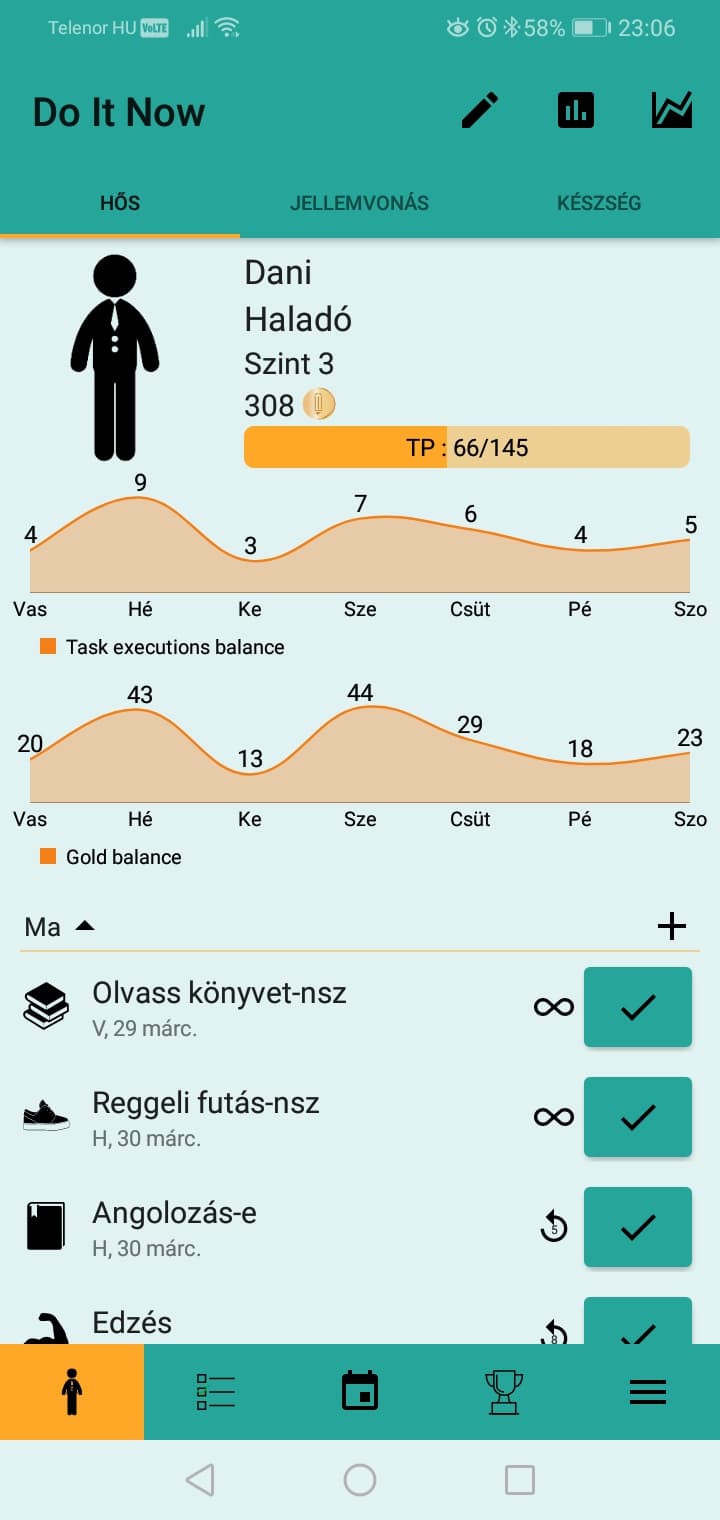 Telenor HU VoLTE 58% 23:06
Do It Now
HŐS JELLEMVONÁS KÉSZSÉG
Dani
Haladó
Szint 3
308
TP : 66/145
4 9 3 7 6 4 5
Vas Hé Ke Sze Csüt Pé Szo
Task executions balance
20 43 13 44 29 18 23
Vas Hé Ke Sze Csüt Pé Szo
Gold balance
Ma
Olvass könyvet-nsz
V, 29 márc.
Reggeli futás-nsz
H, 30 márc.
Angolozás-e
5
H, 30 márc.
Edzés
8